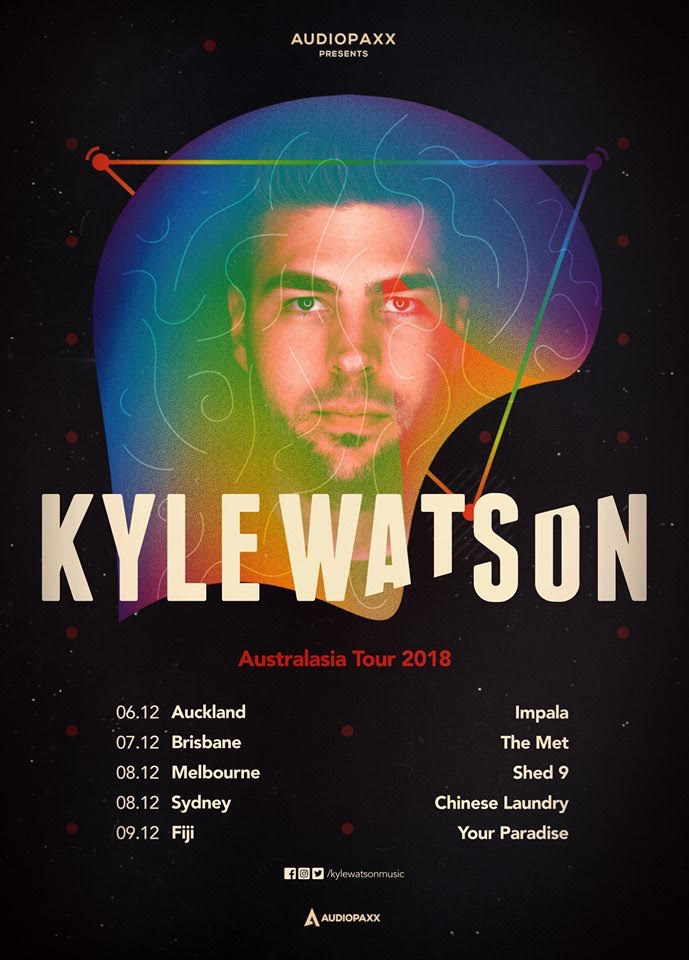 AUDIOPAXX
PRESENTS
KYLE WATSON
Australasia Tour 2018
06.12 Auckland Impala
07.12 Brisbane The Met
08.12 Melbourne Shed 9
08.12 Sydney Chinese Laundry
09.12 Fiji Your Paradise
/kylewatsonmusic
AUDIOPAXX